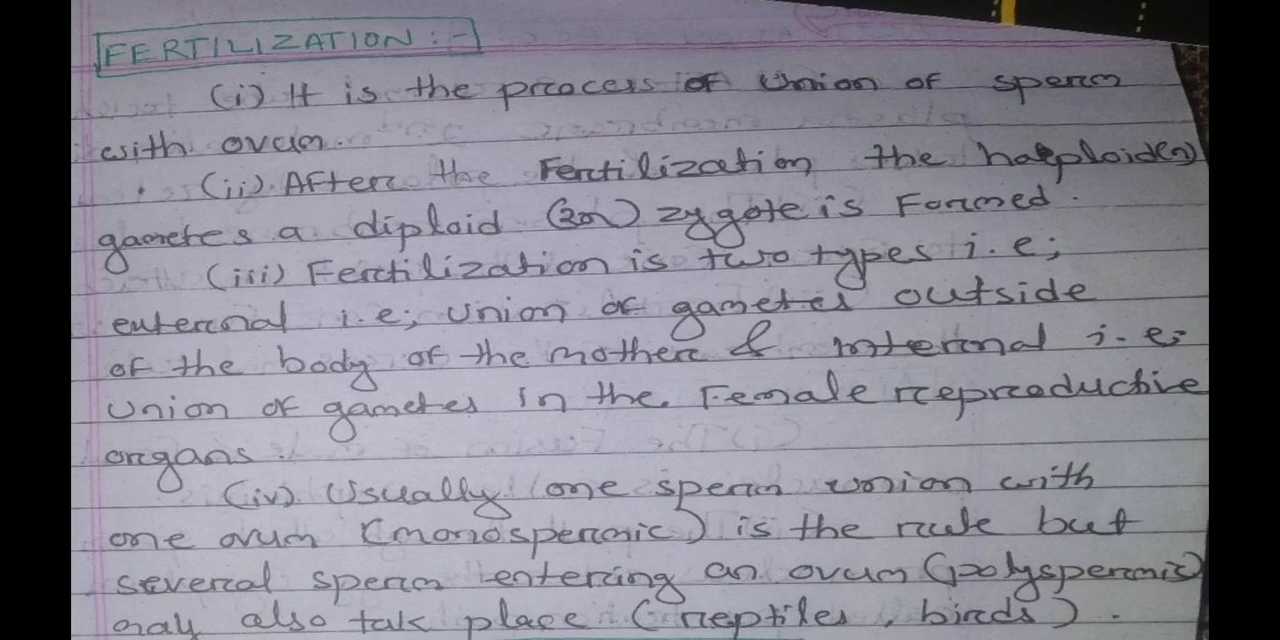 FERTILIZATION :-
(i) It is the process of Union of sperm
with ovum.
(ii) After the Fertilization the haploid(n)
gametes a diploid (2n) zygote is Formed.
(iii) Fertilization is two types i.e;
external i.e; union of gametes outside
of the body of the mother & internal i.e;
union of gametes in the Female reproductive
organs.
(iv) Usually one sperm union with
one ovum (monospermic) is the rule but
several sperm entering an ovum (polyspermic)
may also tak place (reptiles, birds).